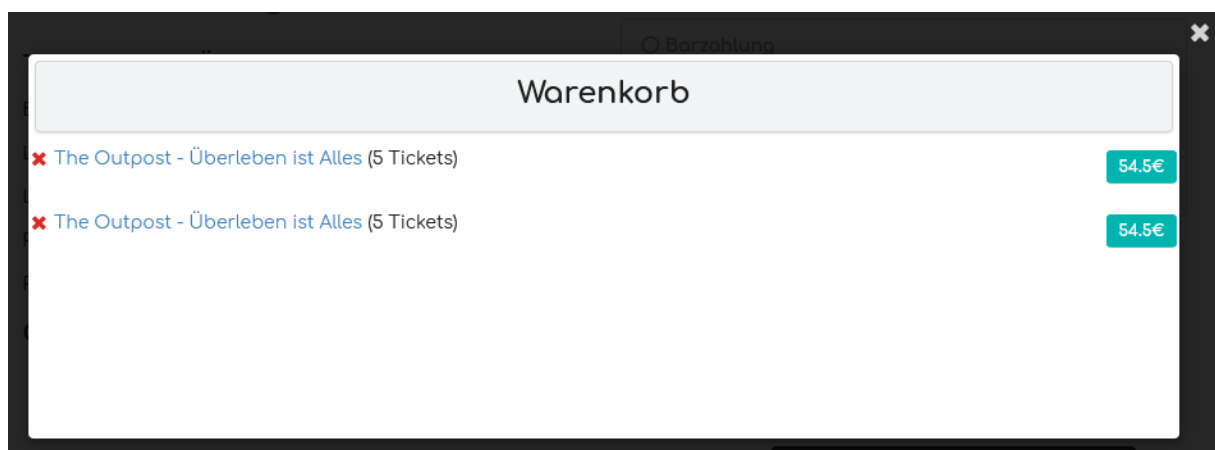 Barzahlung
Warenkorb
The Outpost - Überleben ist Alles (5 Tickets)
54.5€
The Outpost - Überleben ist Alles (5 Tickets)
54.5€